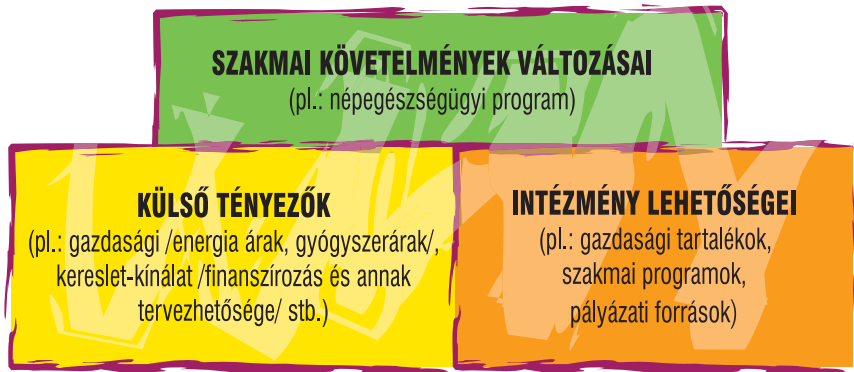 SZAKMAI KÖVETELMÉNYEK VÁLTOZÁSAI
(pl.: népegészségügyi program)
KÜLSŐ TÉNYEZŐK
(pl.: gazdasági /energia árak, gyógyszerárak/,
kereslet-kínálat /finanszírozás és annak
tervezhetősége/ stb.)
INTÉZMÉNY LEHETŐSÉGEI
(pl.: gazdasági tartalékok,
szakmai programok,
pályázati források)